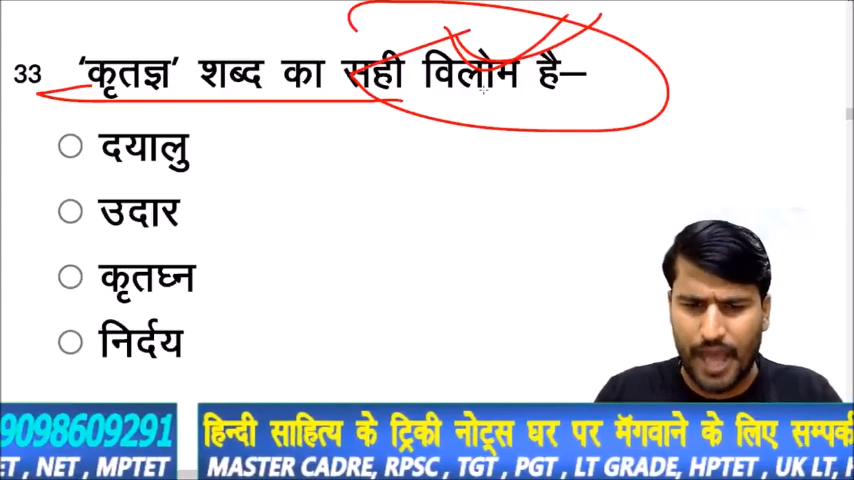 33 ‘कृतज्ञ’ शब्द का सही विलोम है–
दयालु
उदार
कृतघ्न
निर्दय
9098609291 हिन्दी साहित्य के ट्रिकी नोट्स घर पर मॅगवाने के लिए सम्पर्क
ET , NET , MPTET MASTER CADRE, RPSC , TGT , PGT , LT GRADE, HPTET , UK LT,